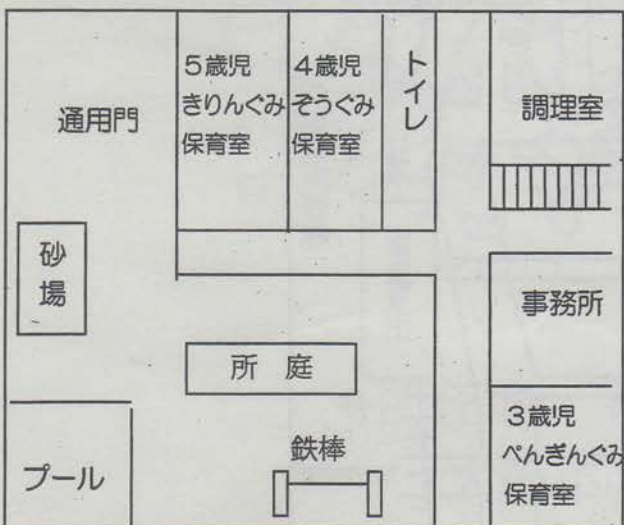 通用門
5歳児
きりんぐみ
保育室
4歳児
ぞうぐみ
保育室
トイレ
調理室
砂場
事務所
所 庭
3歳児
ぺんぎんぐみ
保育室
鉄棒
プール